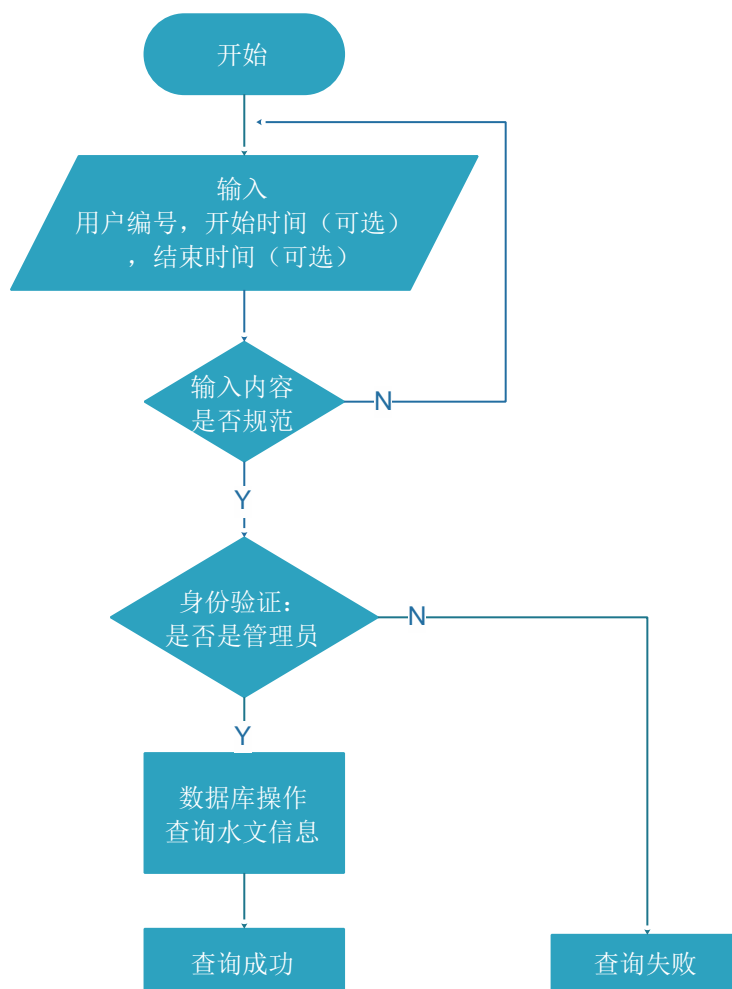 开始
输入
用户编号，开始时间（可选）
，结束时间（可选）
输入内容
是否规范
N
Y
身份验证：
是否是管理员
N
Y
数据库操作
查询水文信息
查询成功
查询失败